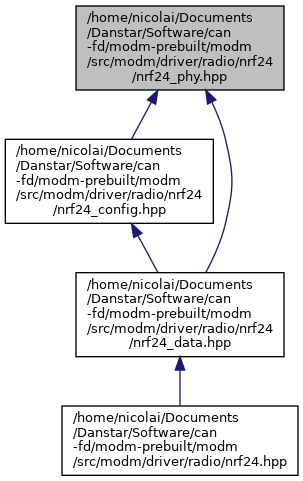 /home/nicolai/Documents
/Danstar/Software/can
-fd/modm-prebuilt/modm
/src/modm/driver/radio/nrf24
/nrf24_phy.hpp
/home/nicolai/Documents
/Danstar/Software/can
-fd/modm-prebuilt/modm
/src/modm/driver/radio/nrf24
/nrf24_config.hpp
/home/nicolai/Documents
/Danstar/Software/can
-fd/modm-prebuilt/modm
/src/modm/driver/radio/nrf24
/nrf24_data.hpp
/home/nicolai/Documents
/Danstar/Software/can
-fd/modm-prebuilt/modm
/src/modm/driver/radio/nrf24.hpp